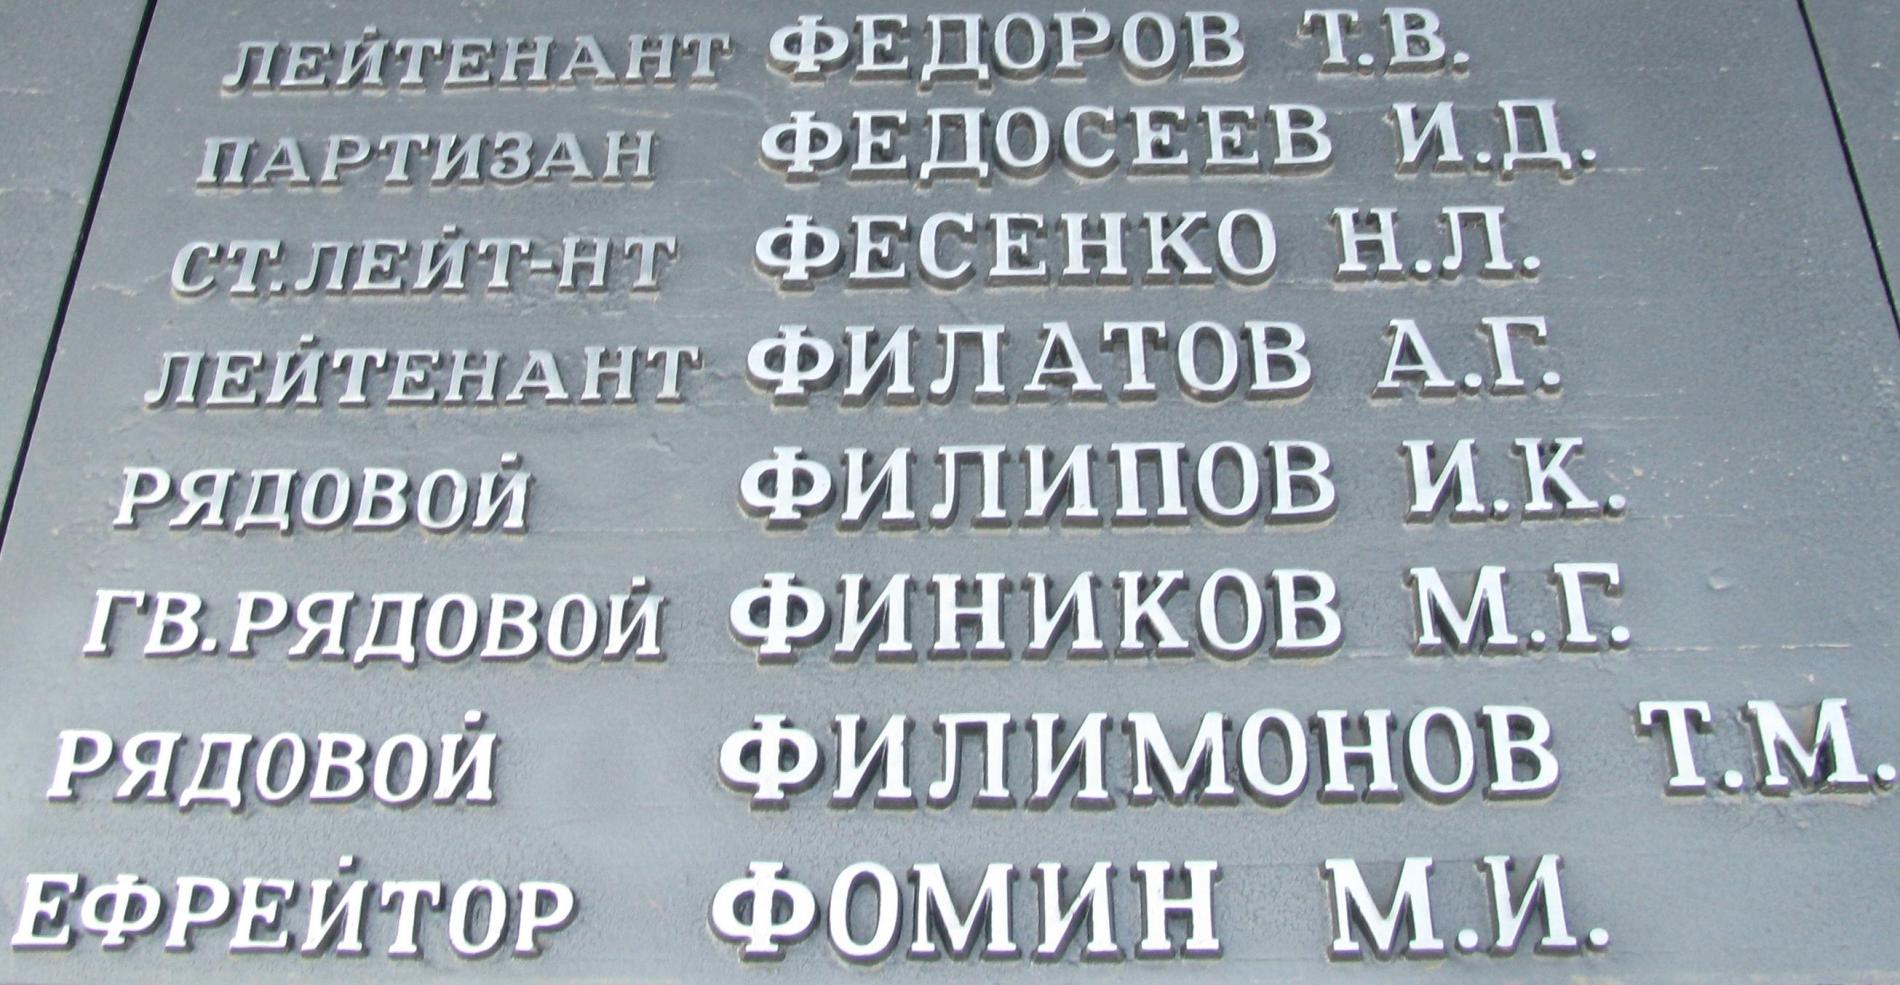 ЛЕЙТЕНАНТ ФЕДОРОВ Т.В.
ПАРТИЗАН ФЕДОСЕЕВ И.Д.
СТ.ЛЕЙТ-НТ ФЕСЕНКО Н.Л.
ЛЕЙТЕНАНТ ФИЛАТОВ А.Г.
РЯДОВОЙ ФИЛИПОВ И.К.
ГВ.РЯДОВОЙ ФИНИКОВ М.Г.
РЯДОВОЙ ФИЛИМОНОВ Т.М.
ЕФРЕЙТОР ФОМИН М.И.